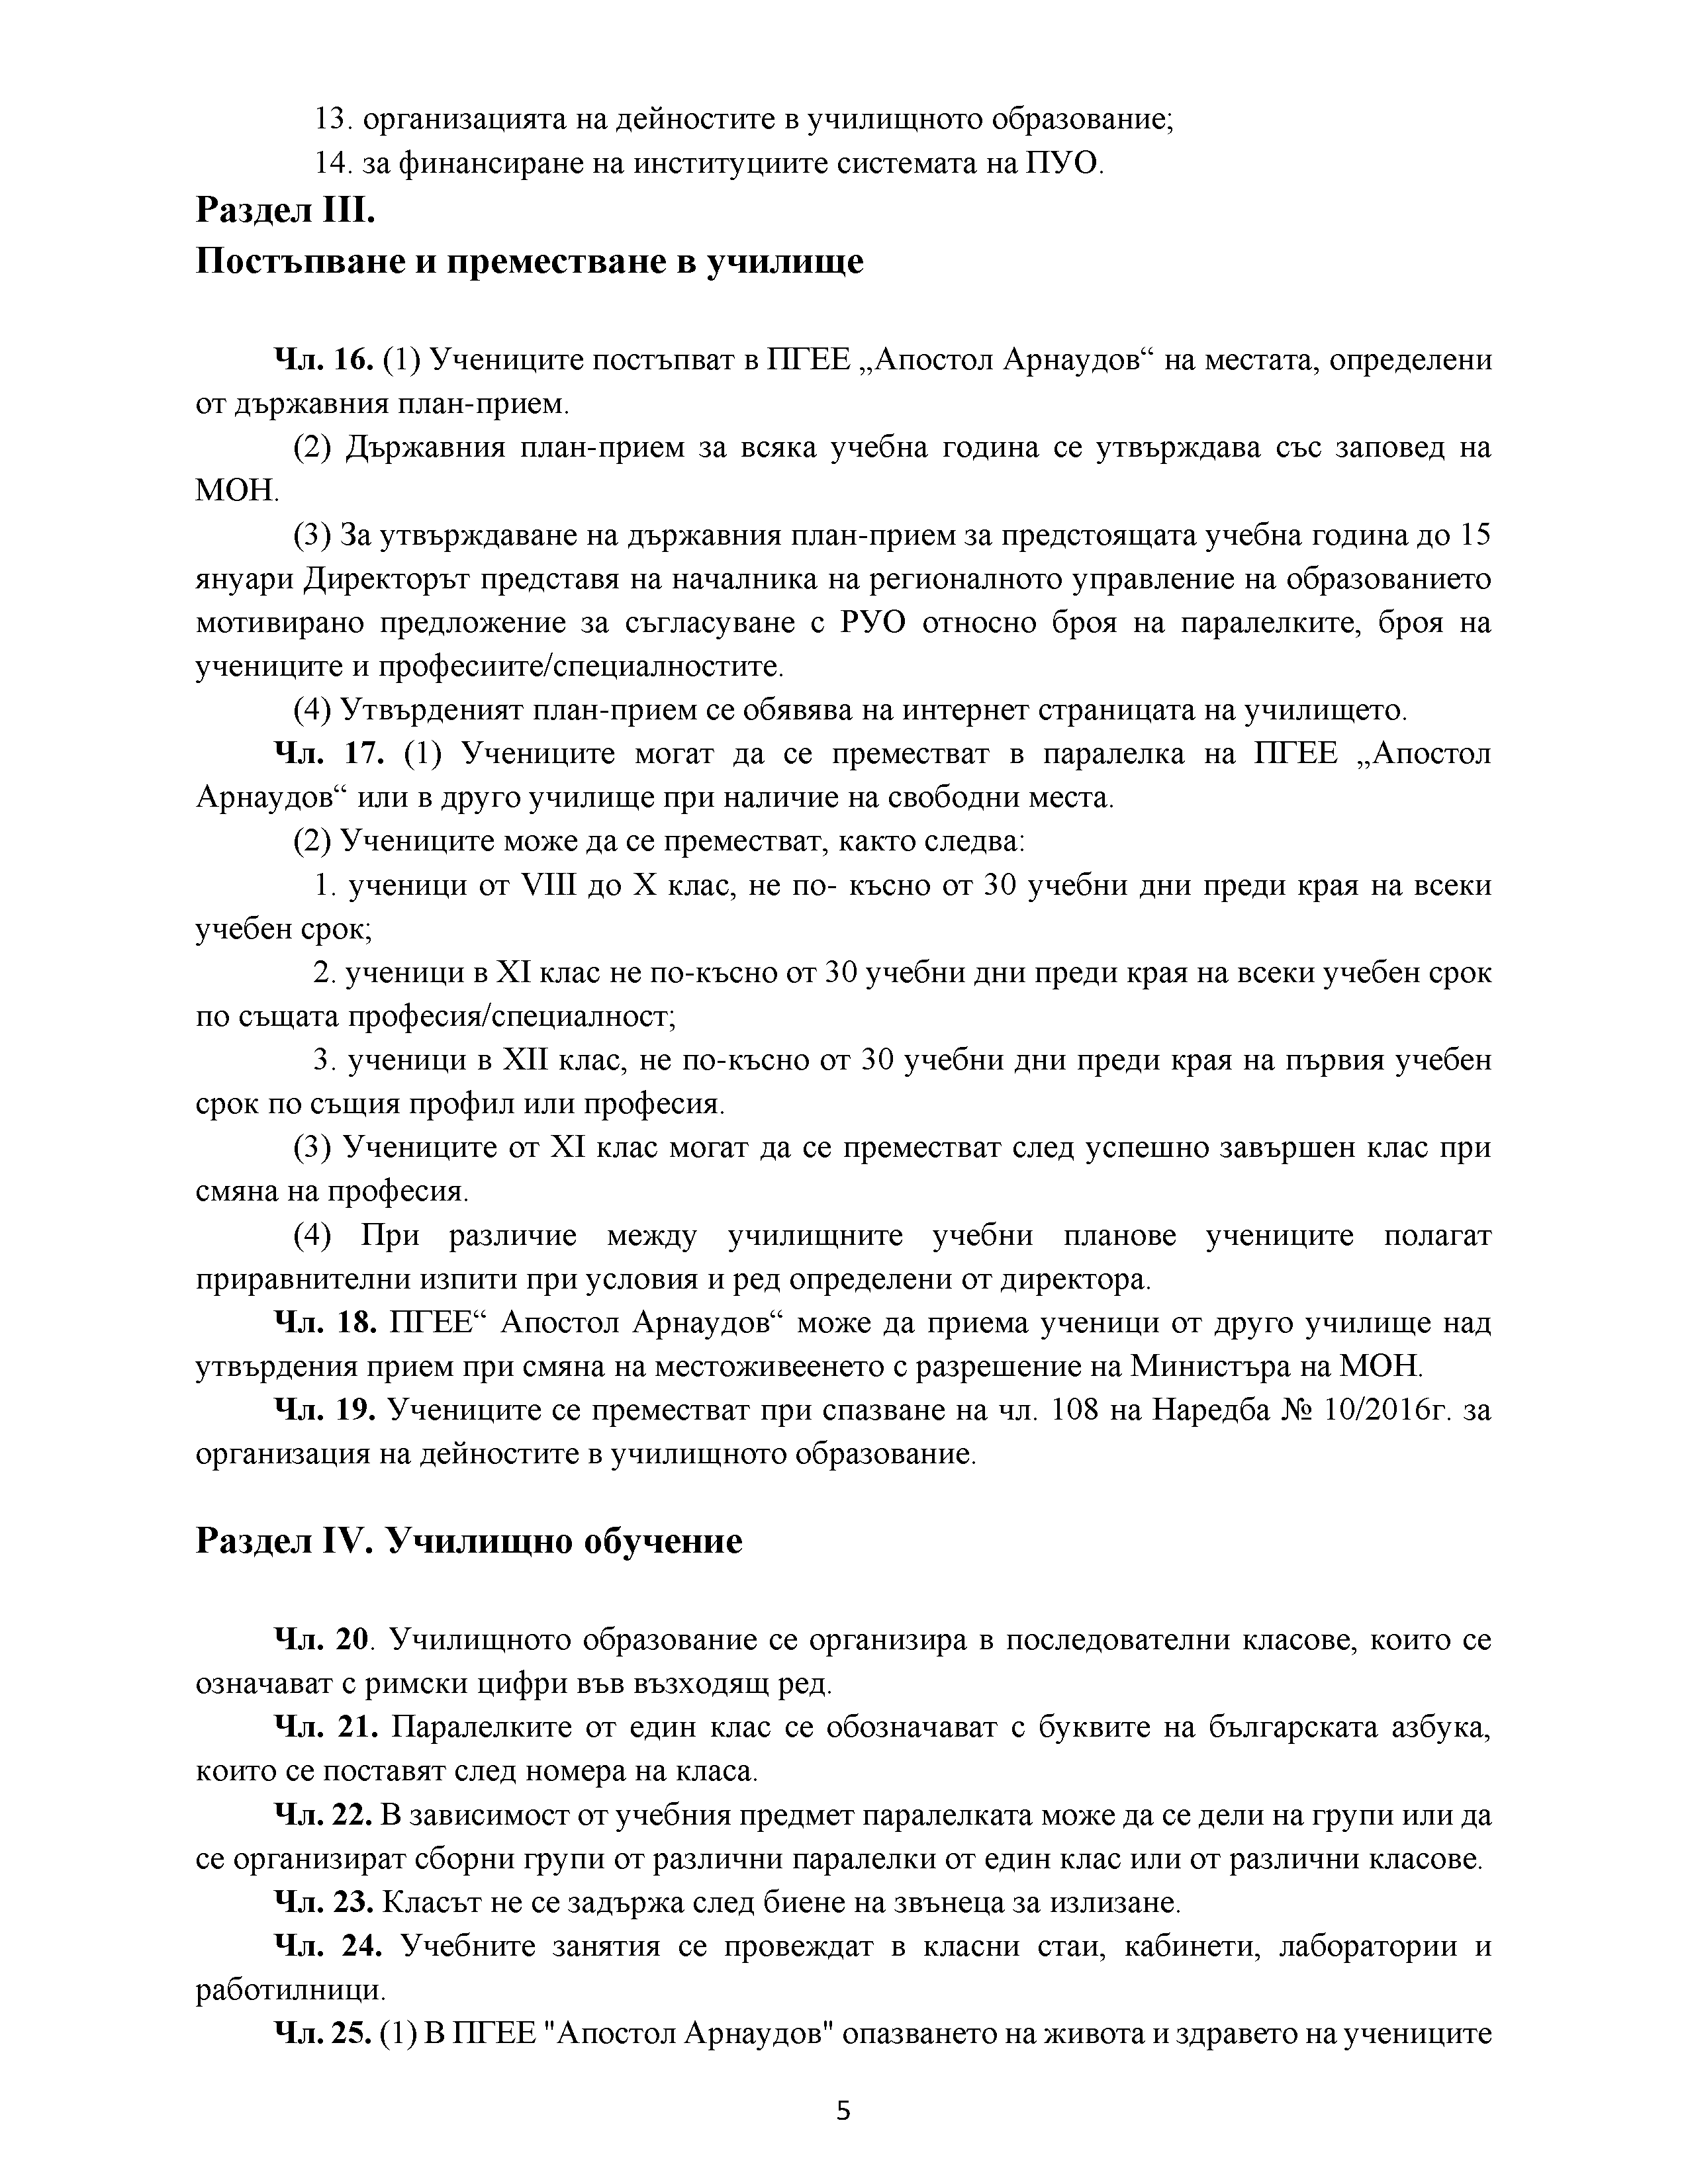 13. организацията на дейностите в училищното образование;
14. за финансиране на институциите системата на ПУО.
Раздел III.
Постъпване и преместване в училище
Чл. 16. (1) Учениците постъпват в ПГЕЕ „Апостол Арнаудов“ на местата, определени
от държавния план-прием.
(2) Държавния план-прием за всяка учебна година се утвърждава със заповед на
МОН.
(3) За утвърждаване на държавния план-прием за предстоящата учебна година до 15
януари Директорът представя на началника на регионалното управление на образованието
мотивирано предложение за съгласуване с РУО относно броя на паралелките, броя на
учениците и професиите/специалностите.
(4) Утвърденият план-прием се обявява на интернет страницата на училището.
Чл. 17. (1) Учениците могат да се преместват в паралелка на ПГЕЕ „Апостол
Арнаудов“ или в друго училище при наличие на свободни места.
(2) Учениците може да се преместват, както следва:
1. ученици от VIII до X клас, не по- късно от 30 учебни дни преди края на всеки
учебен срок;
2. ученици в XI клас не по-късно от 30 учебни дни преди края на всеки учебен срок
по същата професия/специалност;
3. ученици в XII клас, не по-късно от 30 учебни дни преди края на първия учебен
срок по същия профил или професия.
(3) Учениците от XI клас могат да се преместват след успешно завършен клас при
смяна на професия.
(4) При различие между училищните учебни планове учениците полагат
приравнителни изпити при условия и ред определени от директора.
Чл. 18. ПГЕЕ“ Апостол Арнаудов“ може да приема ученици от друго училище над
утвърдения прием при смяна на местоживеенето с разрешение на Министъра на МОН.
Чл. 19. Учениците се преместват при спазване на чл. 108 на Наредба № 10/2016г. за
организация на дейностите в училищното образование.
Раздел IV. Училищно обучение
Чл. 20. Училищното образование се организира в последователни класове, които се
означават с римски цифри във възходящ ред.
Чл. 21. Паралелките от един клас се обозначават с буквите на българската азбука,
които се поставят след номера на класа.
Чл. 22. В зависимост от учебния предмет паралелката може да се дели на групи или да
се организират сборни групи от различни паралелки от един клас или от различни класове.
Чл. 23. Класът не се задържа след биене на звънеца за излизане.
Чл. 24. Учебните занятия се провеждат в класни стаи, кабинети, лаборатории и
работилници.
Чл. 25. (1) В ПГЕЕ "Апостол Арнаудов" опазването на живота и здравето на учениците
5